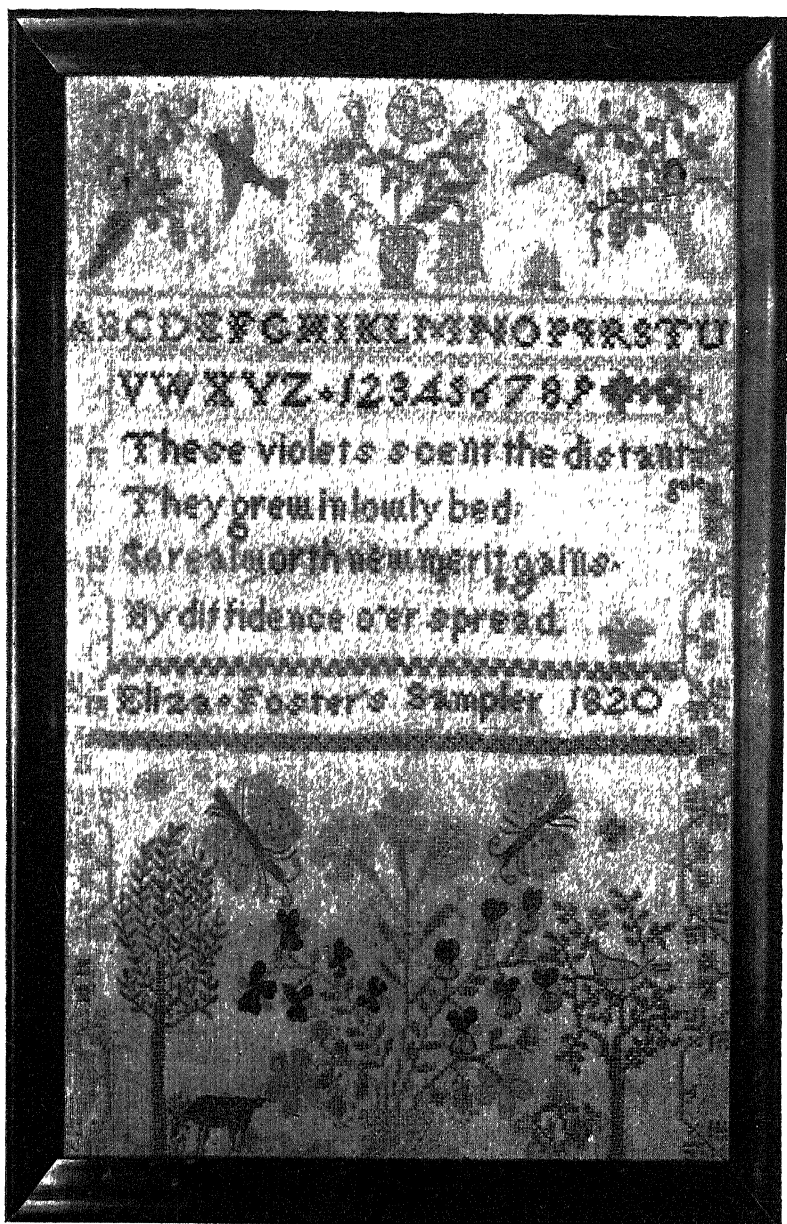 ABCDEFGHIKLMNOPQRSTU
VWXYZ 123456789
These violets scent the distant
gale
They grew in lowly bed:
So real worth new merit gains.
By diffidence o'er spread.
Eliza Foster's Sampler 1820